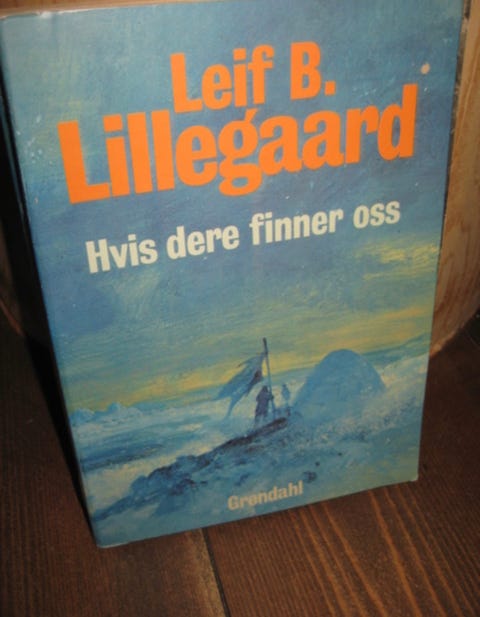 Leif B.
Lillegaard
Hvis dere finner oss
Grøndahl